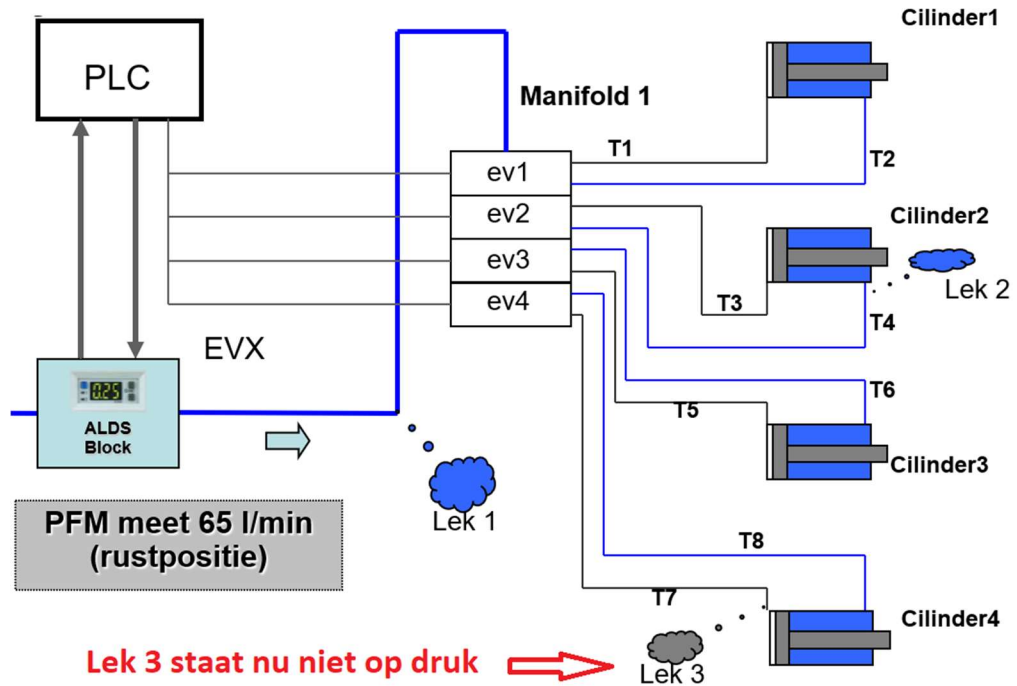 Cilinder1
PLC
Manifold 1
T1
T2
ev1
ev2
ev3
ev4
Cilinder2
Lek 2
T3
T4
EVX
T6
T5
0.25
ALDS
Block
Cilinder3
Lek 1
PFM meet 65 l/min
(rustpositie)
T8
T7
Cilinder4
Lek 3 staat nu niet op druk
Lek 3